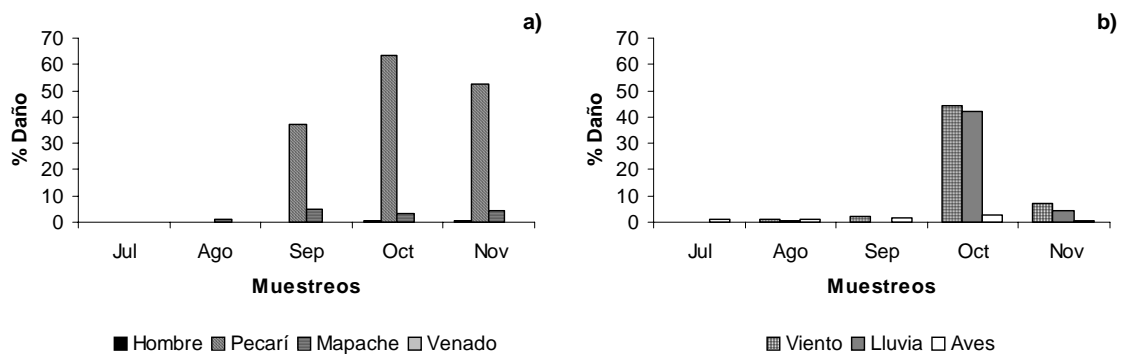 a)
70
60
50
40
30
20
10
0
% Daño
Jul Ago Sep Oct Nov
Muestreos
Hombre Pecarí Mapache Venado
b)
70
60
50
40
30
20
10
0
% Daño
Jul Ago Sep Oct Nov
Muestreos
Viento Lluvia Aves